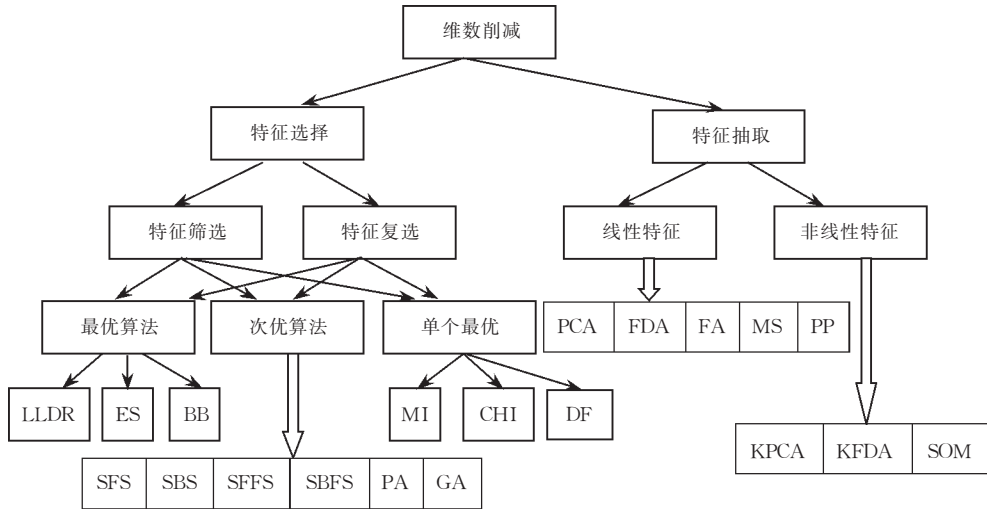 维数削减
特征选择 特征抽取
特征筛选 特征复选 线性特征 非线性特征
最优算法 次优算法 单个最优 PCA FDA FA MS PP
LLDR ES BB MI CHI DF
KPCA KFDA SOM
SFS SBS SFFS SBFS PA GA